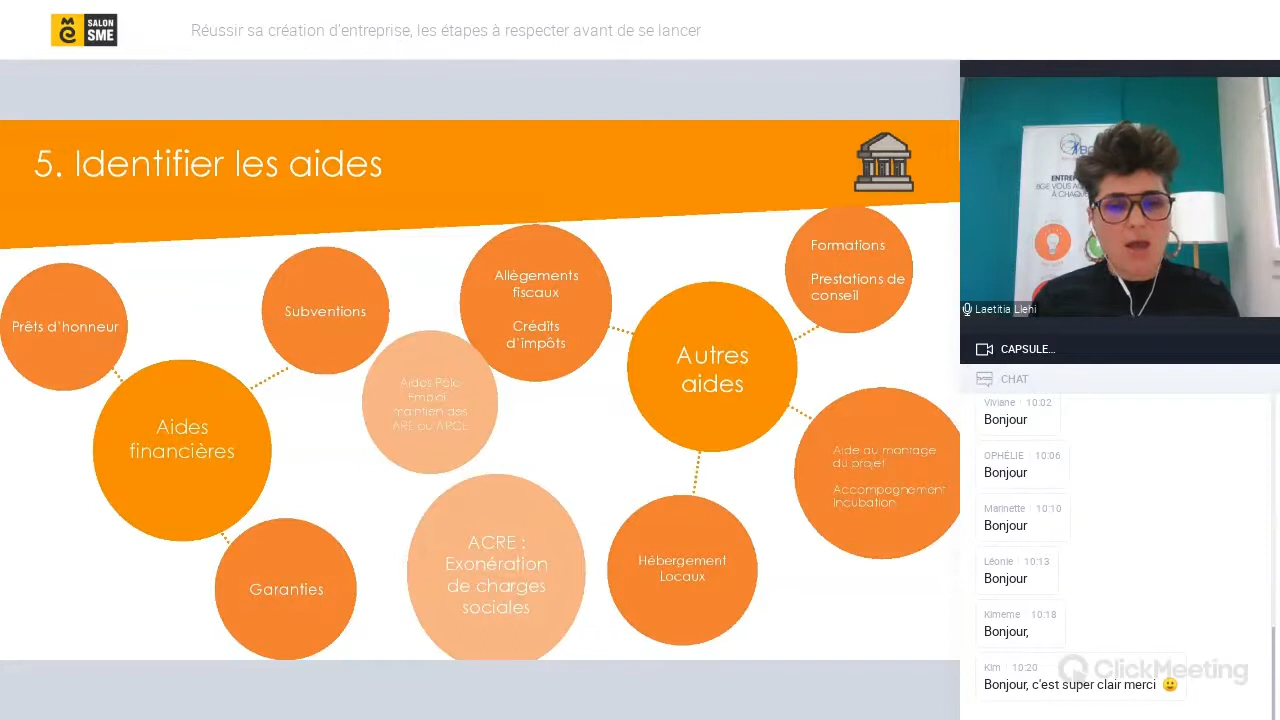 SALON
SME
Réussir sa création d'entreprise, les étapes à respecter avant de se lancer
5. Identifier les aides
Prêts d'honneur
Subventions
Allègements
fiscaux
Crédits
d'impôts
Formations
Prestations de
conseil
Autres
aides
Aides
financières
Aides Pole
Emploi
maintien des
ARE ou APCE
Aide au montage
du projet
Accompagnement
Incubation
ACRE :
Exonération
de charges
sociales
Hébergement
Locaux
Garanties
Laetitia Llehi
CAPSULE...
CHAT
Viviane 10:02
Bonjour
OPHÉLIE 10:06
Bonjour
Marinette 10:10
Bonjour
Léonie 10:13
Bonjour
Kimeme 10:18
Bonjour,
Kim 10:20
Bonjour, c'est super clair merci 🙂
ClickMeeting